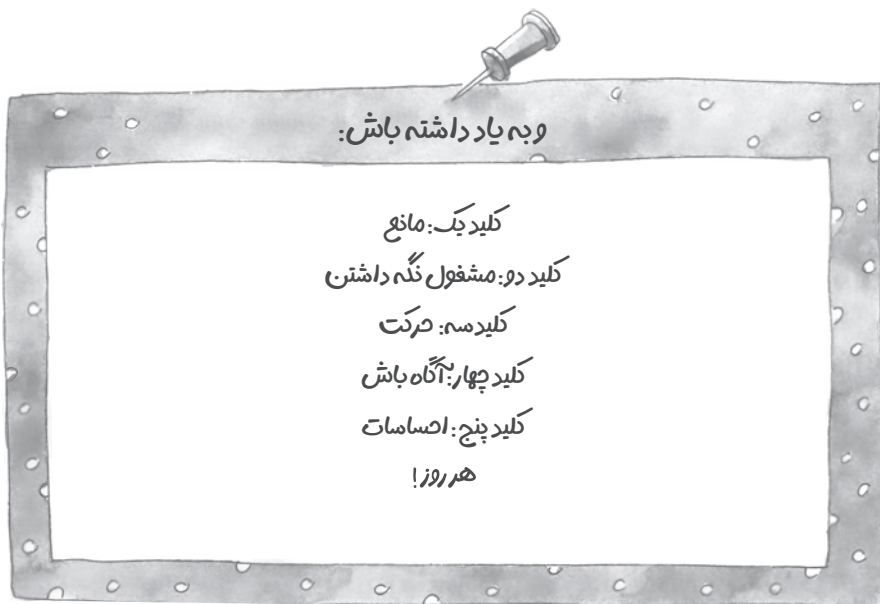 و به یاد داشته باش:
کلید یک: مانع
کلید دو: مشغول نگه داشتن
کلید سه: حرکت
کلید چهار: آگاه باش
کلید پنج: احساسات
هر روز!